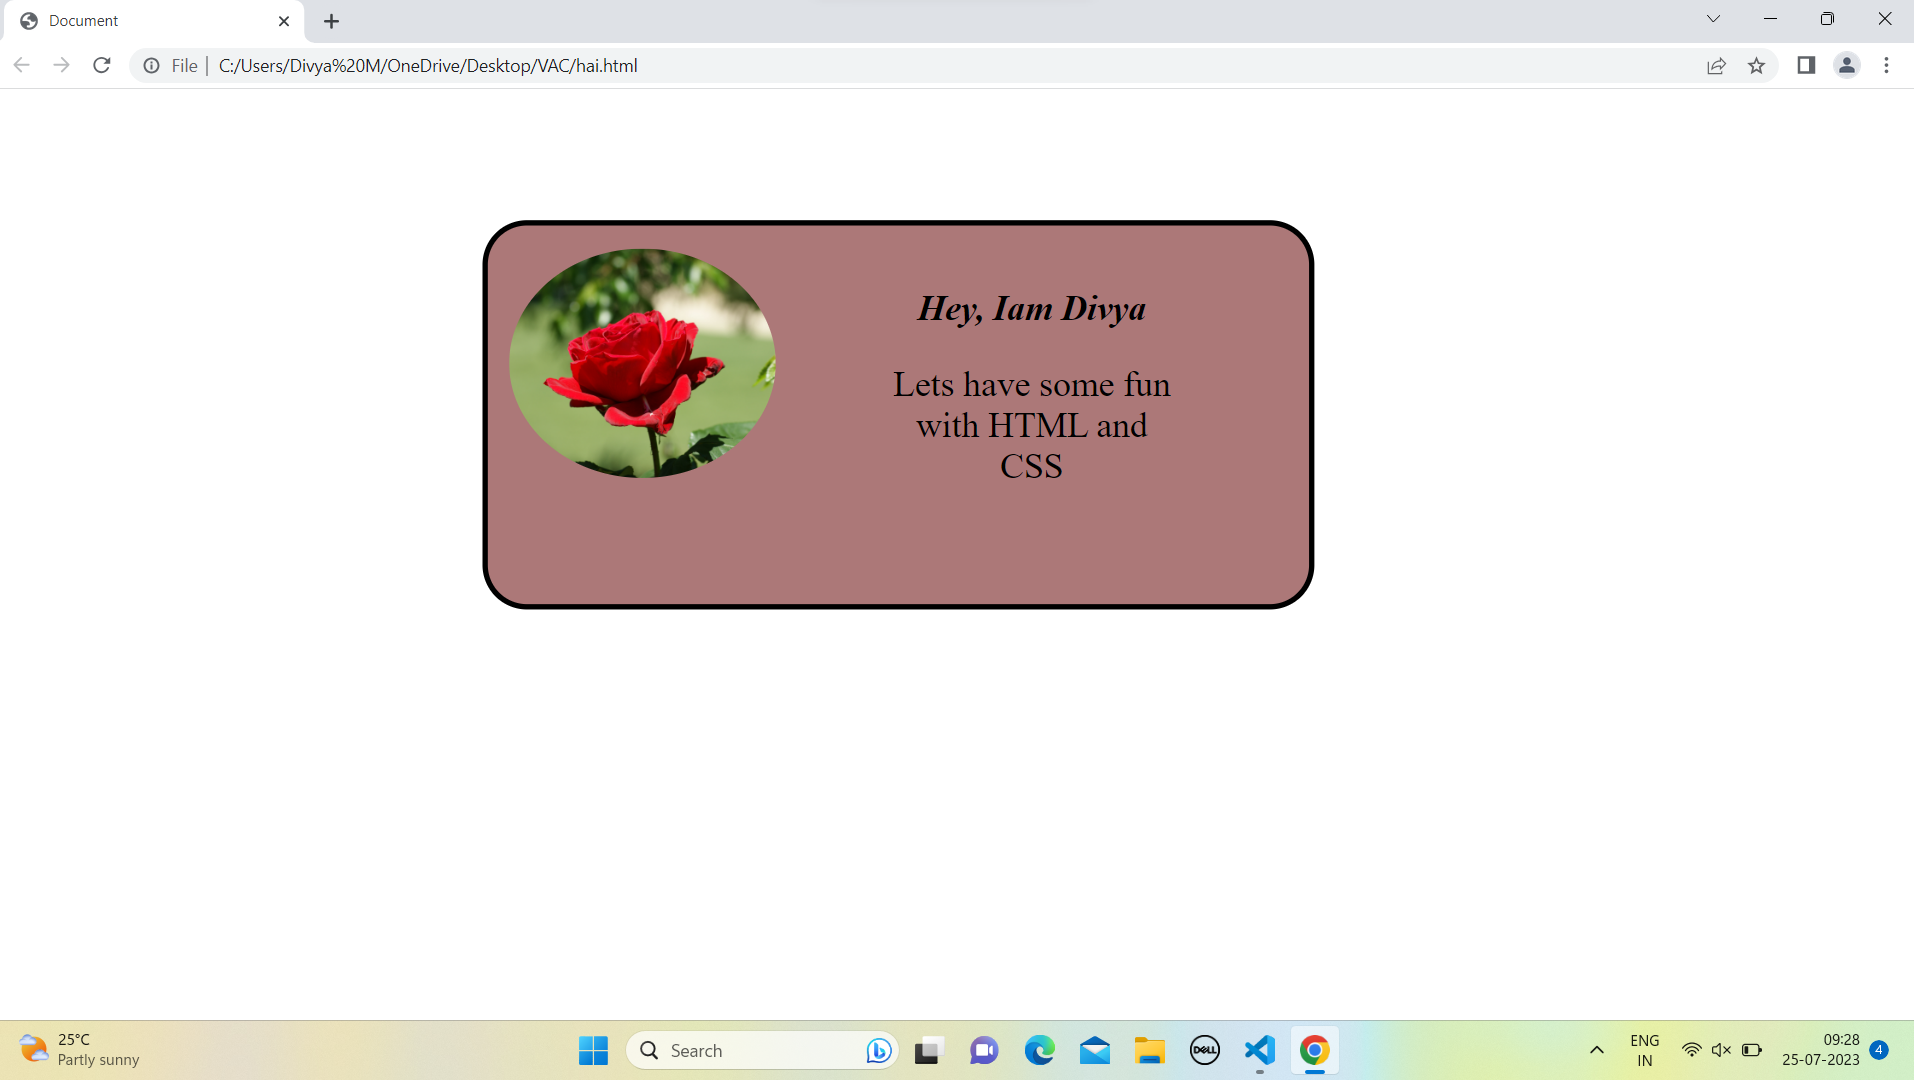 Document
File
C:/Users/Divya%20M/OneDrive/Desktop/VAC/hai.html
Hey, Iam Divya
Lets have some fun
with HTML and
CSS
25°C
Partly sunny
Search
DELL
ENG
IN
09:28
25-07-2023
4